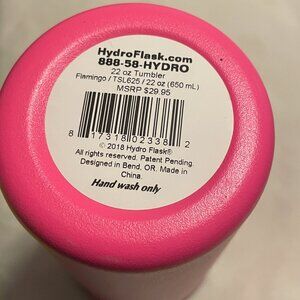 HydroFlask.com
888-58-HYDRO
22 oz Tumbler
Flamingo / TSL625 / 22 oz (650 mL)
MSRP $29.95
8 17318 02338 2
© 2018 Hydro Flask®
All rights reserved. Patent Pending.
Designed in Bend, OR. Made in
China.
Hand wash only